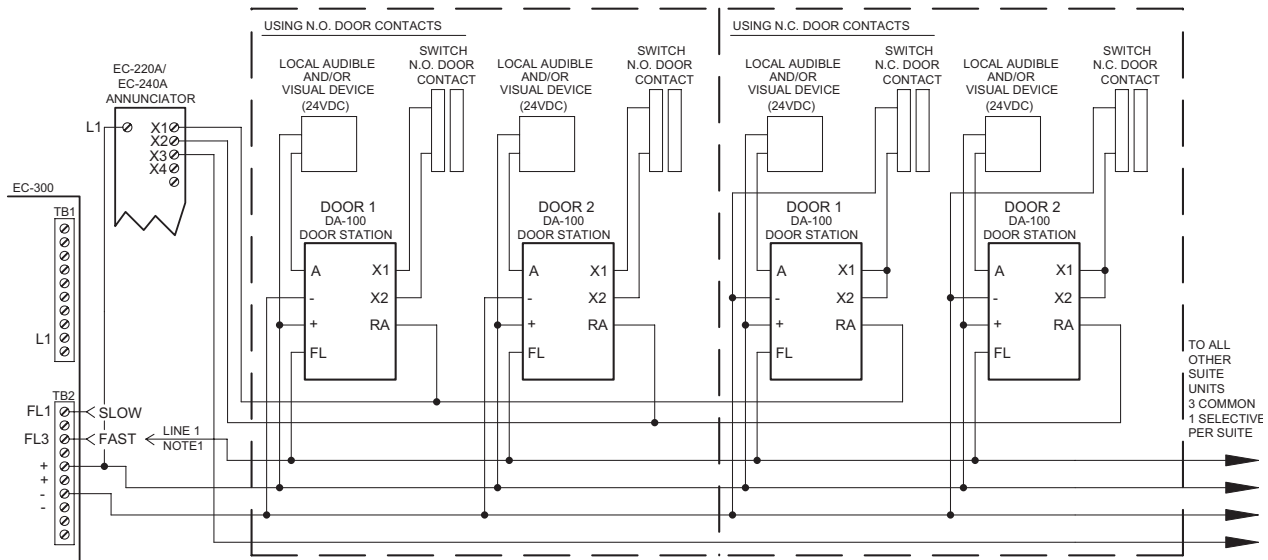 USING N.O. DOOR CONTACTS
USING N.C. DOOR CONTACTS
EC-220A/
EC-240A
ANNUNCIATOR
L1
X1
X2
X3
X4
EC-300
TB1
L1
TB2
FL1
SLOW
FL3
FAST
LINE 1
NOTE1
+
+
-
-
LOCAL AUDIBLE
AND/OR
VISUAL DEVICE
(24VDC)
SWITCH
N.O. DOOR
CONTACT
DOOR 1
DA-100
DOOR STATION
A
X1
-
X2
+
RA
FL
LOCAL AUDIBLE
AND/OR
VISUAL DEVICE
(24VDC)
SWITCH
N.O. DOOR
CONTACT
DOOR 2
DA-100
DOOR STATION
A
X1
-
X2
+
RA
FL
LOCAL AUDIBLE
AND/OR
VISUAL DEVICE
(24VDC)
SWITCH
N.C. DOOR
CONTACT
DOOR 1
DA-100
DOOR STATION
A
X1
-
X2
+
RA
FL
LOCAL AUDIBLE
AND/OR
VISUAL DEVICE
(24VDC)
SWITCH
N.C. DOOR
CONTACT
DOOR 2
DA-100
DOOR STATION
A
X1
-
X2
+
RA
FL
TO ALL
OTHER
SUITE
UNITS
3 COMMON
1 SELECTIVE
PER SUITE